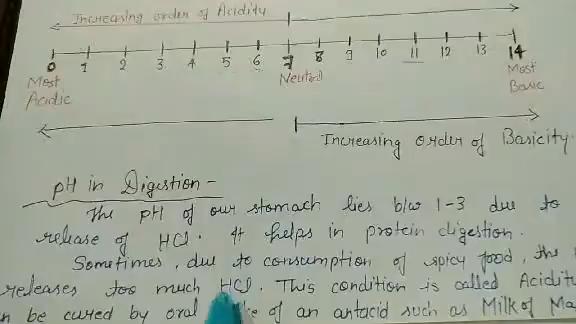 Increasing order of Acidity
0 1 2 3 4 5 6 7 8 9 10 11 12 13 14
Most Acidic
Neutral
Most Basic
Increasing order of Basicity.
pH in Digestion -
The pH of our stomach lies b/w 1-3 due to
release of HCl. It helps in protein digestion.
Sometimes, due to consumption of spicy food, the
releases too much HCl. This condition is called Acidit
n be cured by oral of an antacid such as Milk of Ma